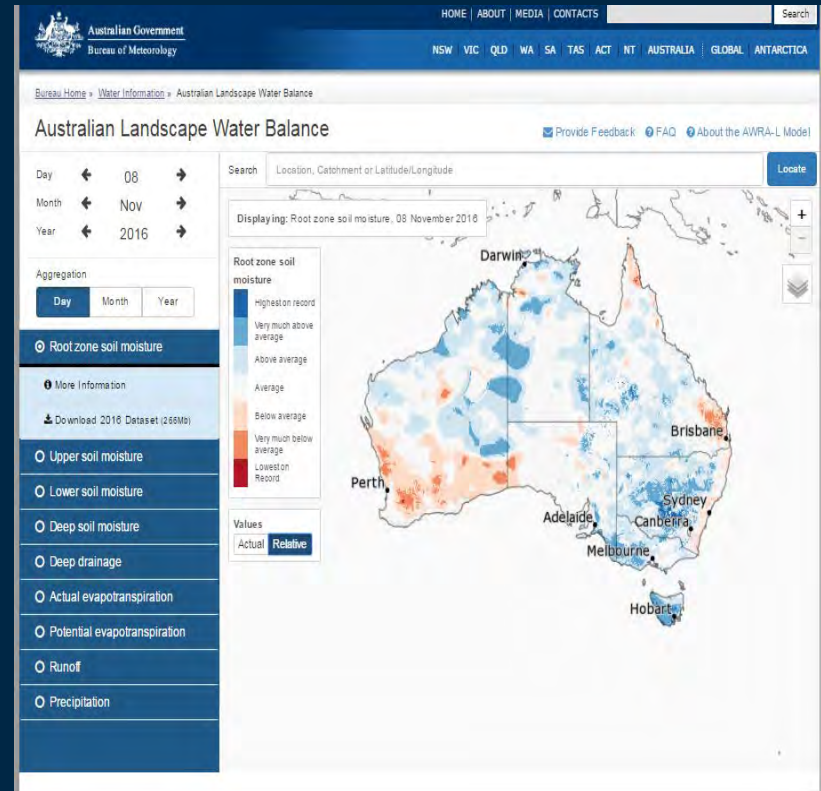 HOME | ABOUT | MEDIA | CONTACTS
Search
Australian Government
Bureau of Meteorology
NSW VIC QLD WA SA TAS ACT NT AUSTRALIA GLOBAL ANTARCTICA
Bureau Home » Water Information » Australian Landscape Water Balance
Australian Landscape Water Balance
Provide Feedback FAQ About the AWRA-L Model
Day 08
Month Nov
Year 2016
Aggregation
Day Month Year
Root zone soil moisture
More Information
Download 2016 Dataset (266Mb)
Upper soil moisture
Lower soil moisture
Deep soil moisture
Deep drainage
Actual evapotranspiration
Potential evapotranspiration
Runoff
Precipitation
Search Location, Catchment or Latitude/Longitude Locate
Displaying: Root zone soil moisture, 08 November 2016
+
-
Root zone soil
moisture
Highest on record
Very much above
average
Above average
Average
Below average
Very much below
average
Lowest on
Record
Values
Actual Relative
Darwin
Brisbane
Perth
Sydney
Adelaide
Canberra
Melbourne
Hobart